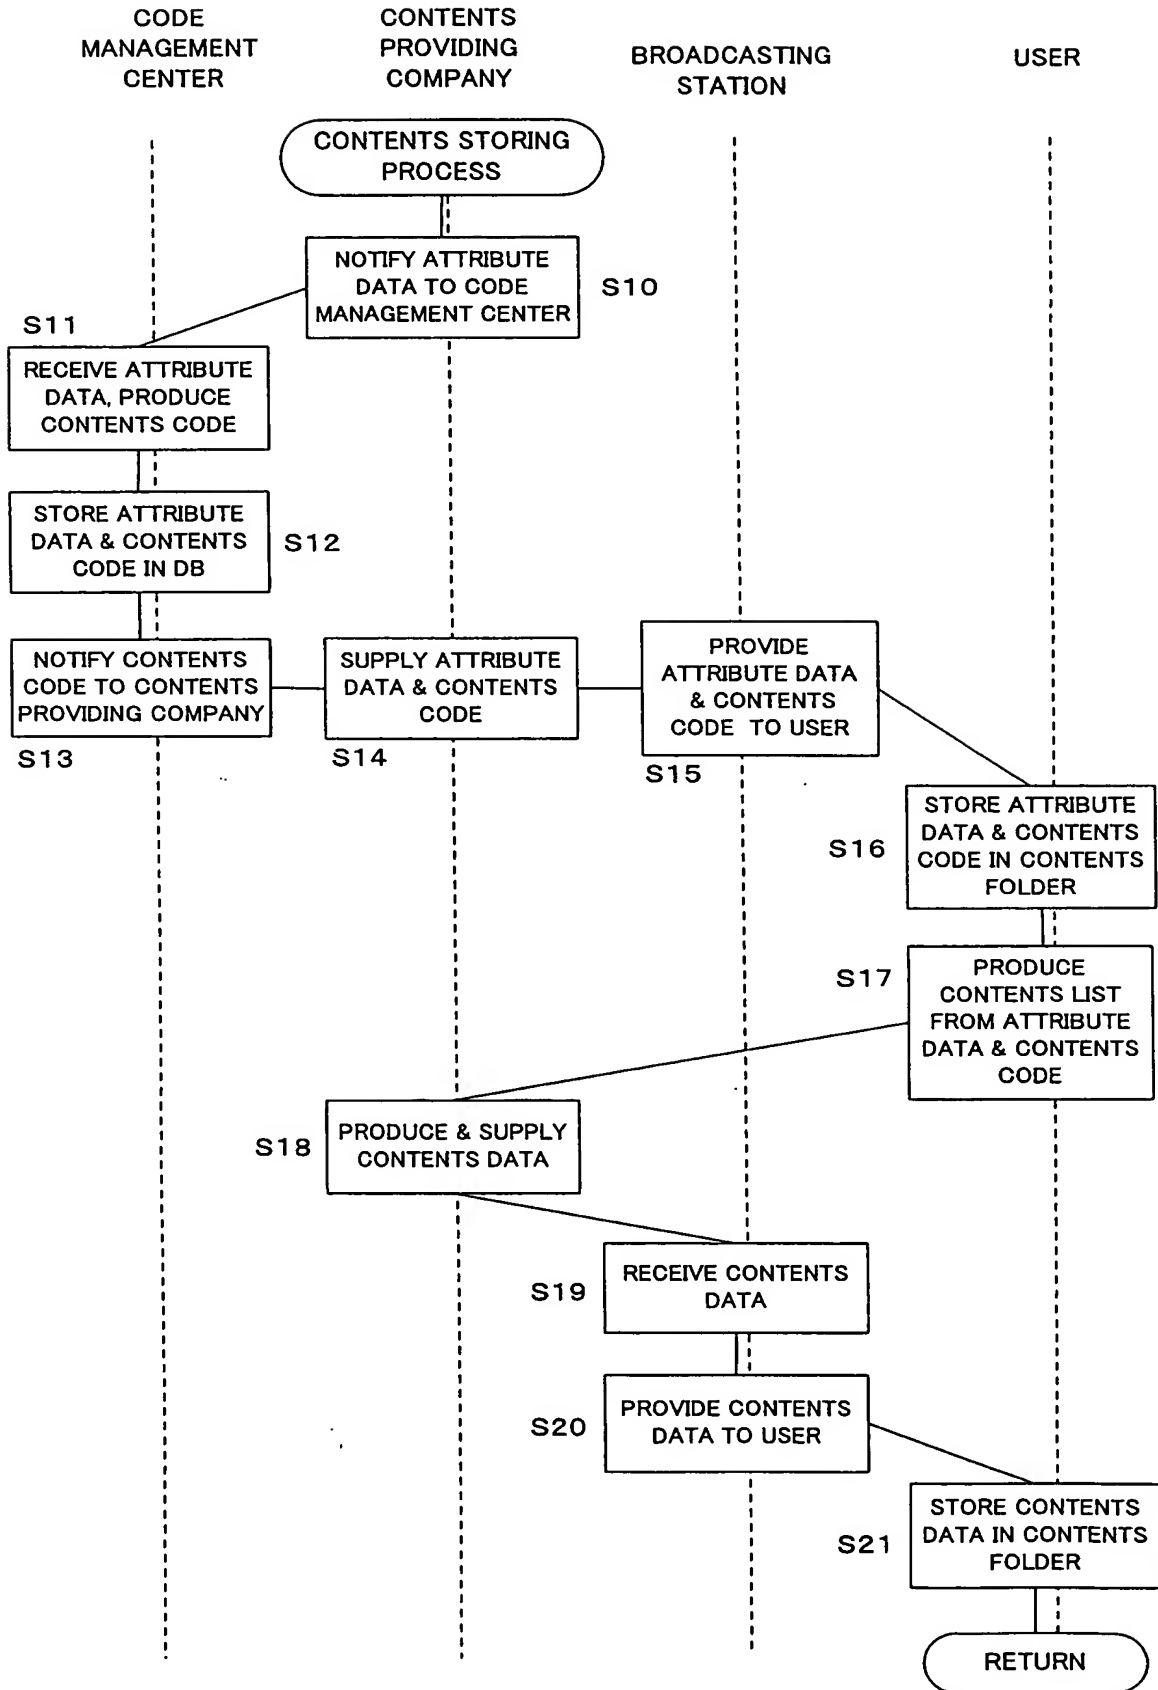 CODE
MANAGEMENT
CENTER
CONTENTS
PROVIDING
COMPANY
BROADCASTING
STATION
USER
CONTENTS STORING
PROCESS
NOTIFY ATTRIBUTE
DATA TO CODE
MANAGEMENT CENTER
S10
S11
RECEIVE ATTRIBUTE
DATA, PRODUCE
CONTENTS CODE
STORE ATTRIBUTE
DATA & CONTENTS
CODE IN DB
S12
NOTIFY CONTENTS
CODE TO CONTENTS
PROVIDING COMPANY
S13
SUPPLY ATTRIBUTE
DATA & CONTENTS
CODE
S14
PROVIDE
ATTRIBUTE DATA
& CONTENTS
CODE TO USER
S15
STORE ATTRIBUTE
DATA & CONTENTS
CODE IN CONTENTS
FOLDER
S16
S17
PRODUCE
CONTENTS LIST
FROM ATTRIBUTE
DATA & CONTENTS
CODE
S18
PRODUCE & SUPPLY
CONTENTS DATA
S19
RECEIVE CONTENTS
DATA
S20
PROVIDE CONTENTS
DATA TO USER
S21
STORE CONTENTS
DATA IN CONTENTS
FOLDER
RETURN